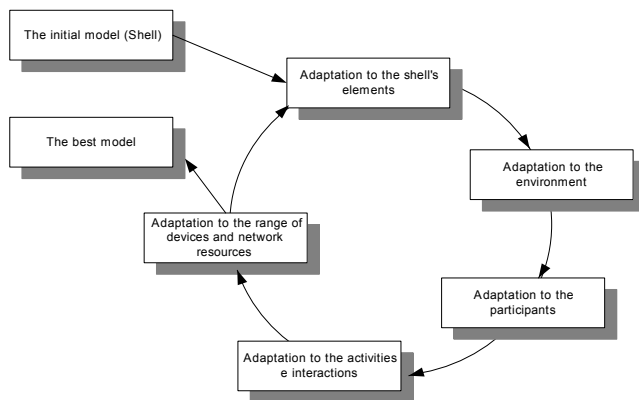 The initial model (Shell)
Adaptation to the shell's
elements
The best model
Adaptation to the
environment
Adaptation to the range of
devices and network
resources
Adaptation to the
participants
Adaptation to the activities
e interactions